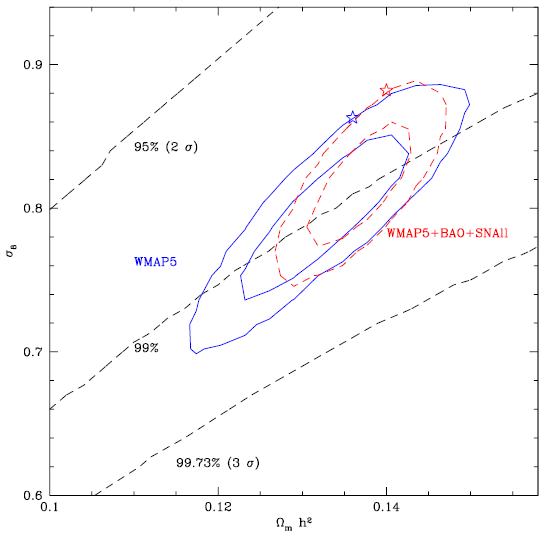 0.9
95% (2 σ)
0.8
σ₈
WMAP5
WMAP5+BAO+SNAll
0.7
99%
99.73% (3 σ)
0.6
0.1
0.12
0.14
Ωₘ h²